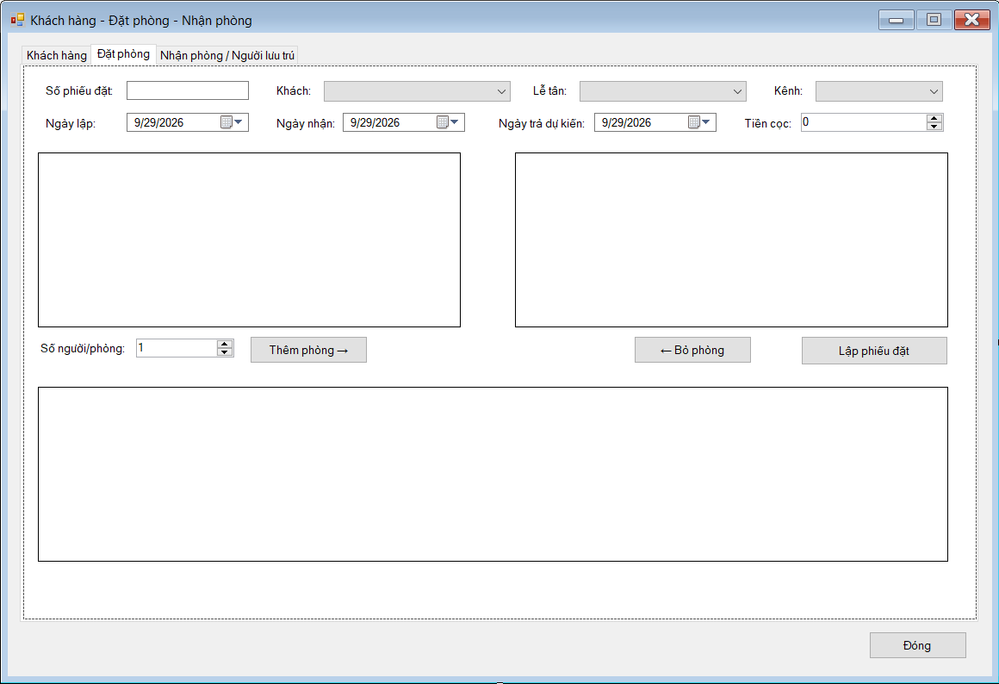 Khách hàng - Đặt phòng - Nhận phòng
Khách hàng Đặt phòng Nhận phòng / Người lưu trú
Số phiếu đặt: Khách: Lễ tân: Kênh:
Ngày lập: 9/29/2026 Ngày nhận: 9/29/2026 Ngày trả dự kiến: 9/29/2026 Tiền cọc: 0
Số người/phòng: 1 Thêm phòng → ← Bỏ phòng Lập phiếu đặt
Đóng